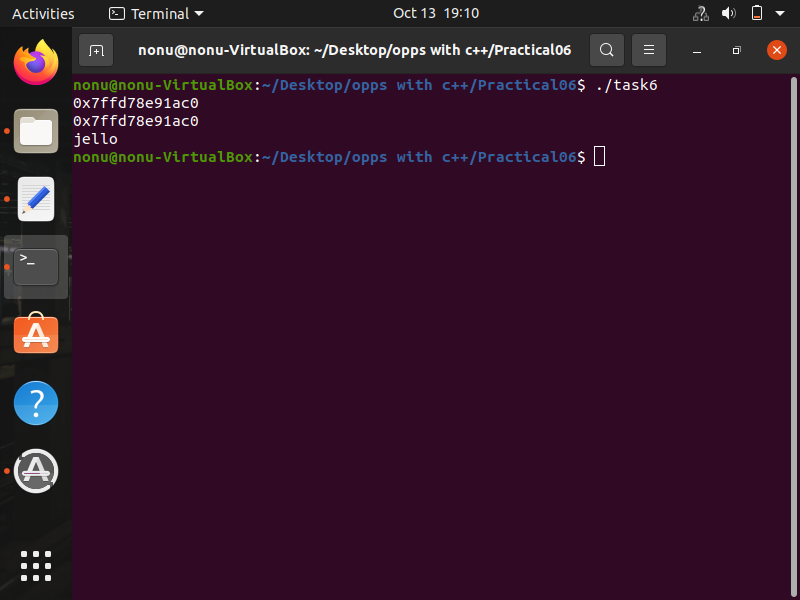 Activities Terminal Oct 13 19:10
nonu@nonu-VirtualBox: ~/Desktop/opps with c++/Practical06
nonu@nonu-VirtualBox:~/Desktop/opps with c++/Practical06$ ./task6
0x7ffd78e91ac0
0x7ffd78e91ac0
jello
nonu@nonu-VirtualBox:~/Desktop/opps with c++/Practical06$